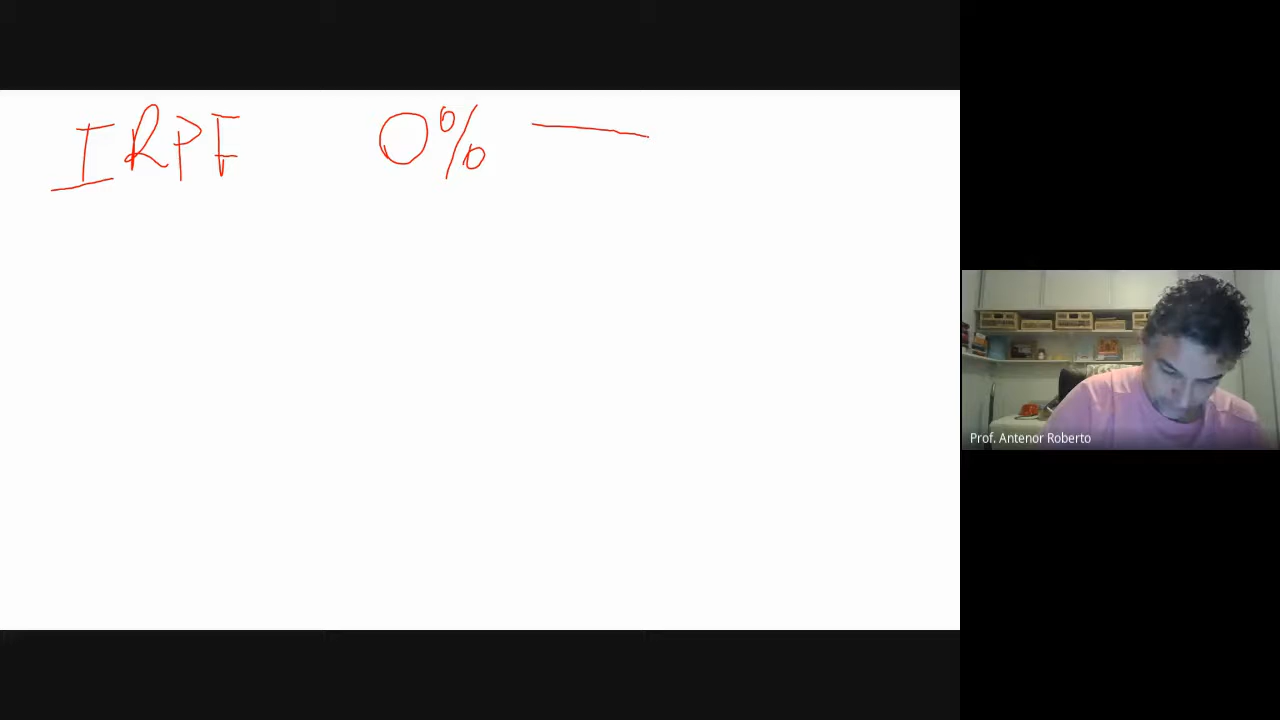 IRPF 0% —
Prof. Antenor Roberto